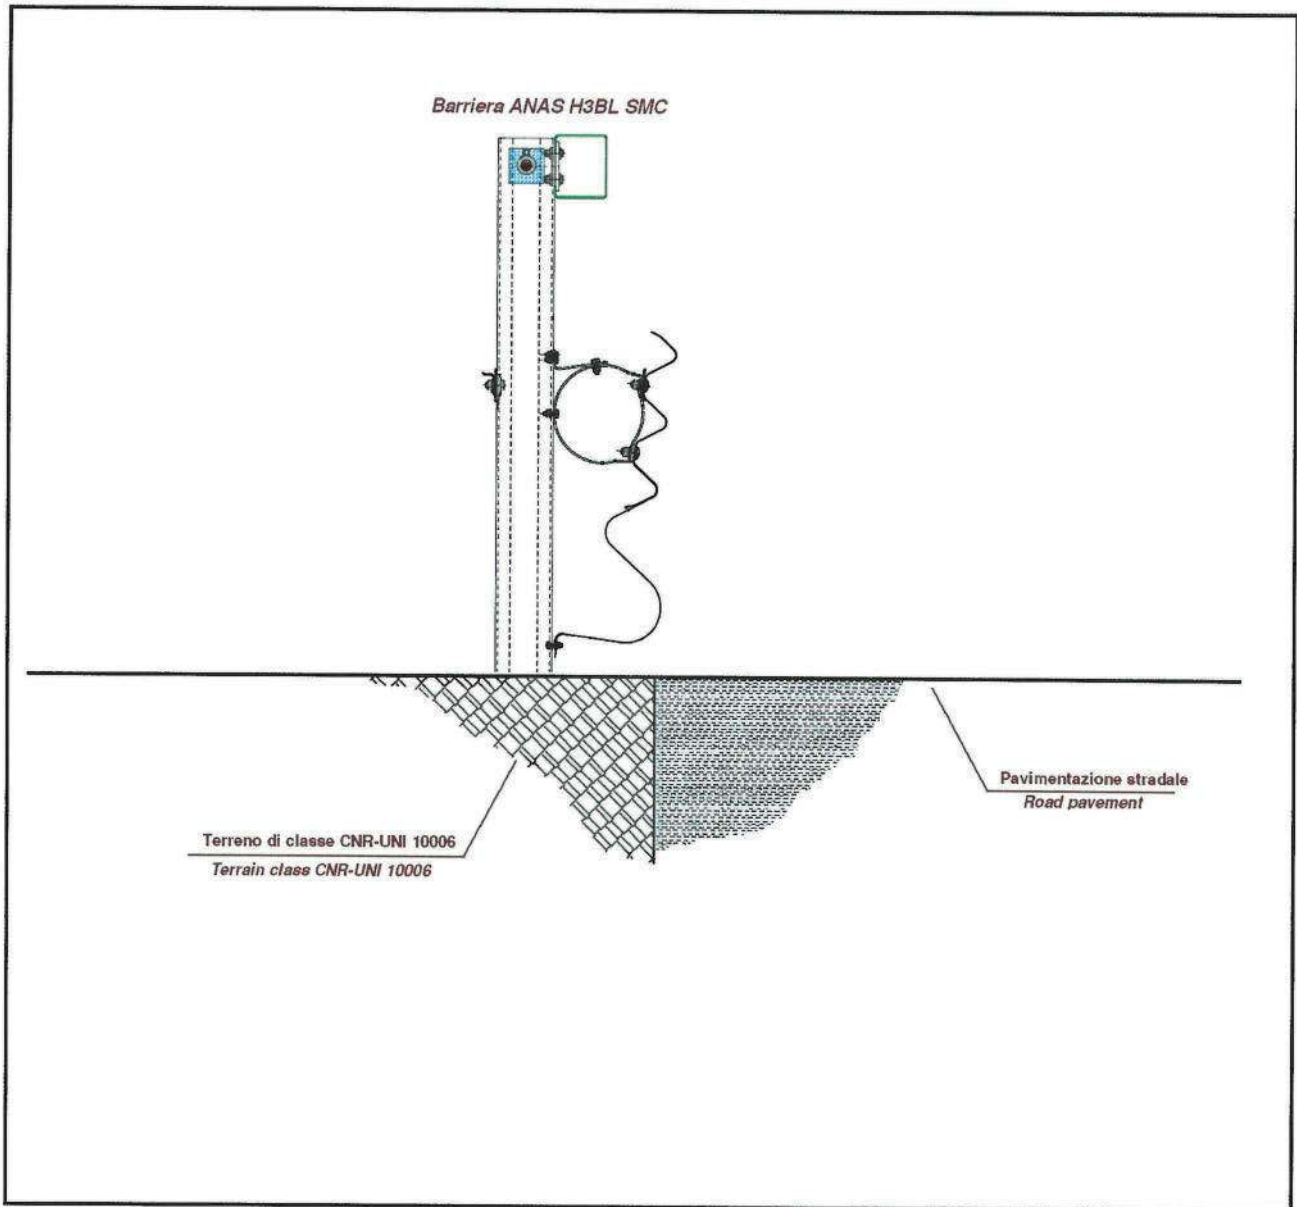 Barriera ANAS H3BL SMC
Pavimentazione stradale
Road pavement
Terreno di classe CNR-UNI 10006
Terrain class CNR-UNI 10006